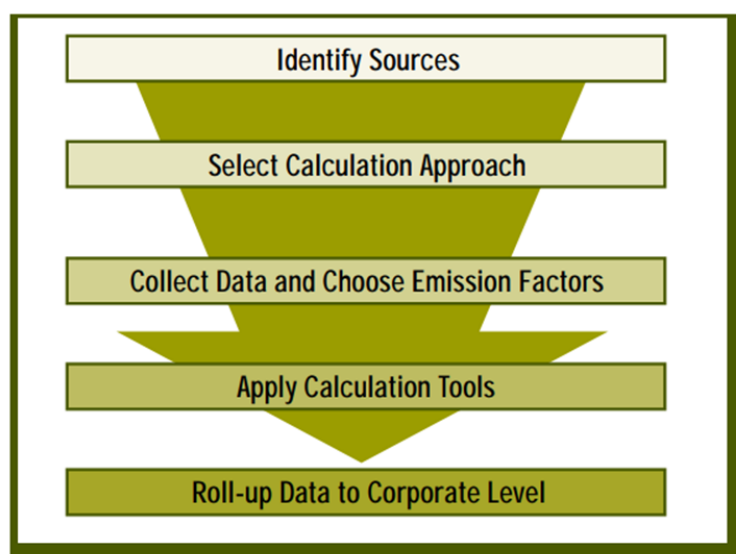 Identify Sources
Select Calculation Approach
Collect Data and Choose Emission Factors
Apply Calculation Tools
Roll-up Data to Corporate Level